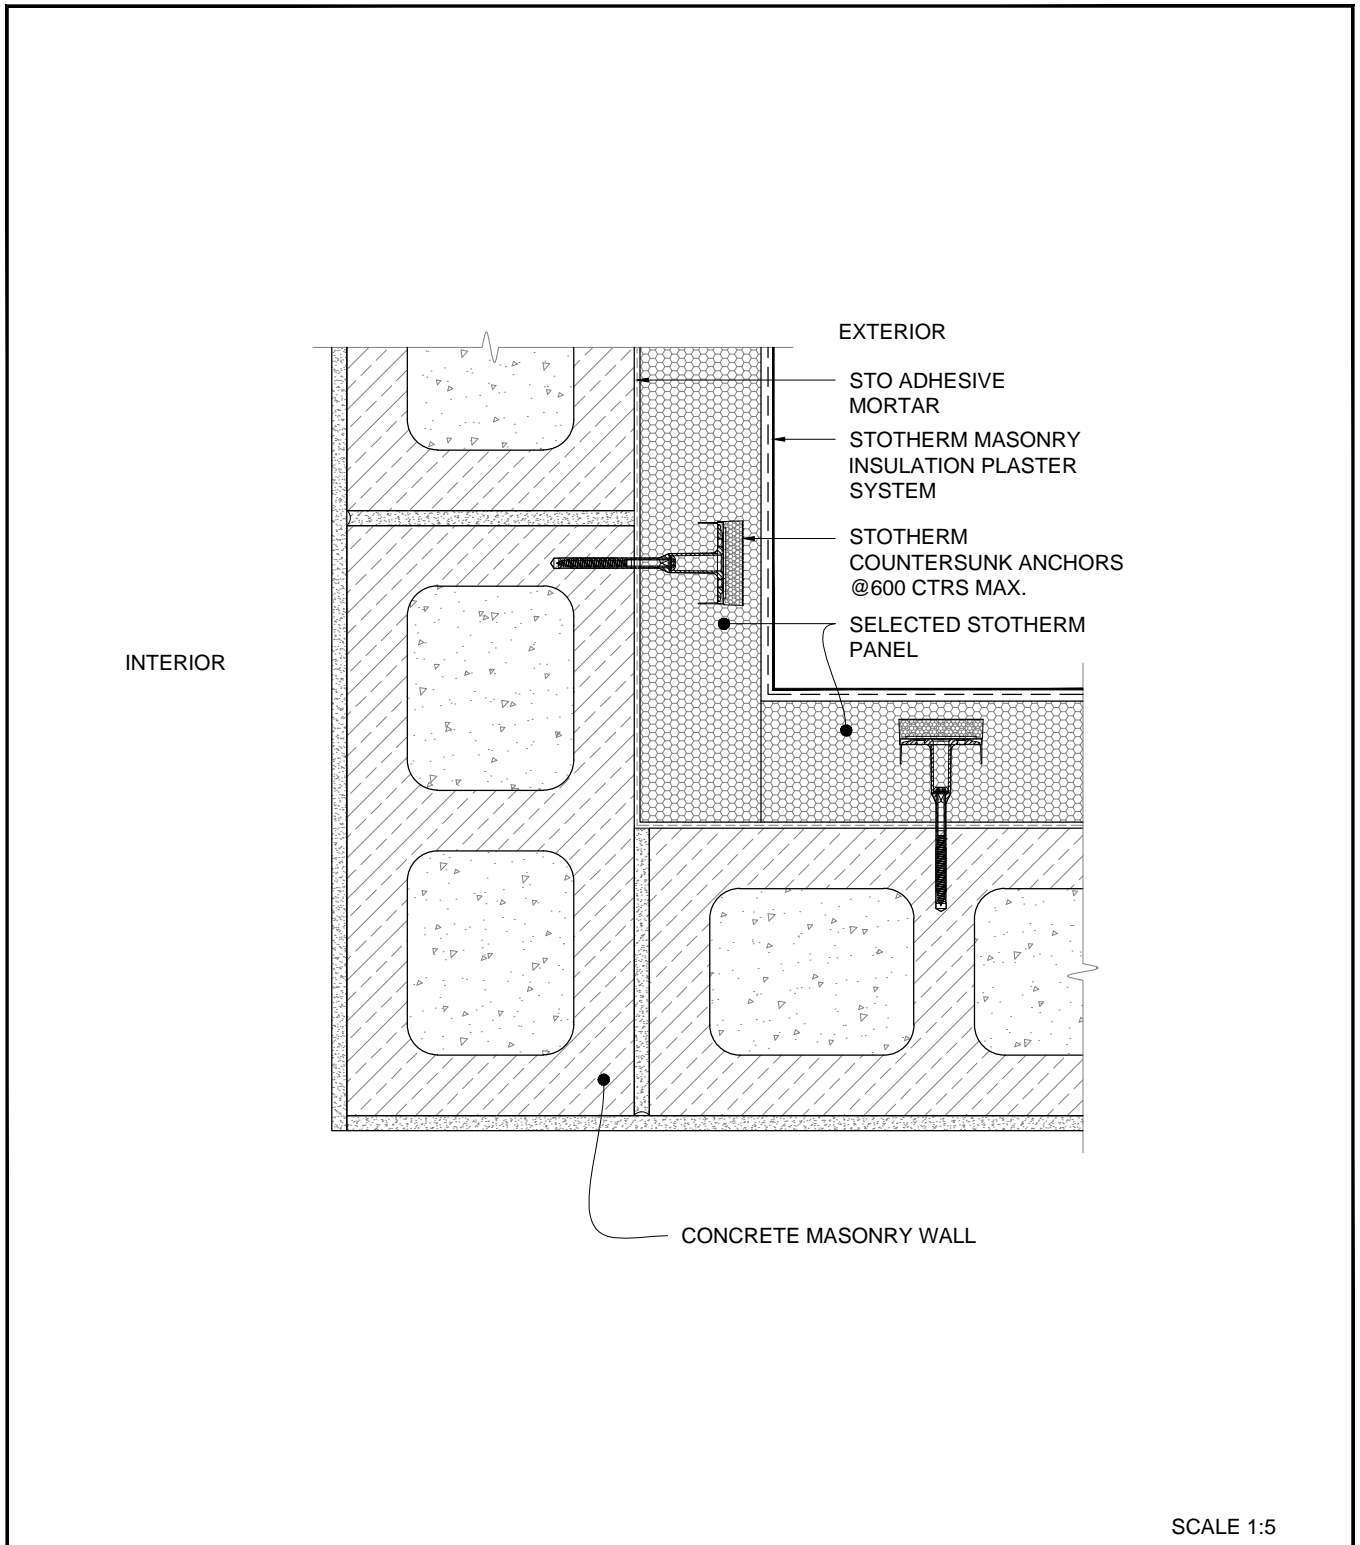 EXTERIOR
STO ADHESIVE
MORTAR
STOTHERM MASONRY
INSULATION PLASTER
SYSTEM
STOTHERM
COUNTERSUNK ANCHORS
@600 CTRS MAX.
SELECTED STOTHERM
PANEL
INTERIOR
CONCRETE MASONRY WALL
SCALE 1:5